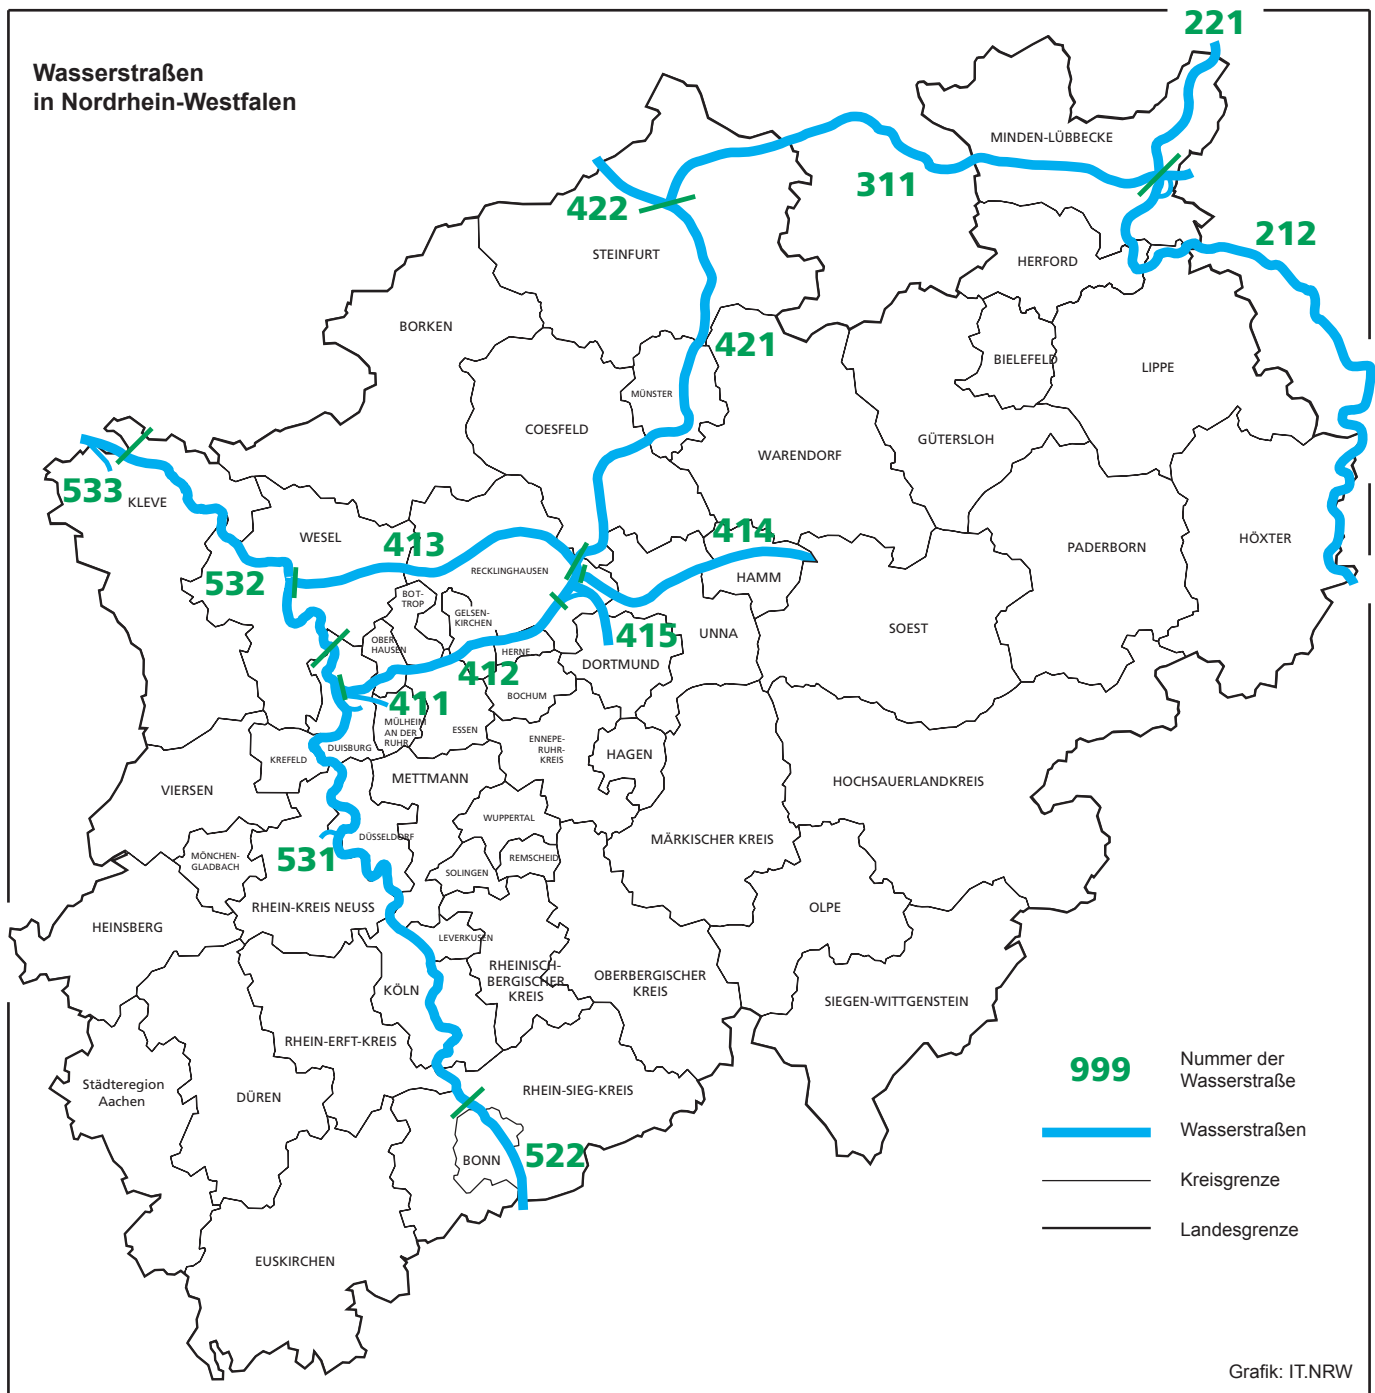 221
Wasserstraßen
in Nordrhein-Westfalen
MINDEN-LÜBBECKE
311
422
212
STEINFURT
HERFORD
BORKEN
421
BIELEFELD
LIPPE
MÜNSTER
COESFELD
GÜTERSLOH
WARENDORF
533
KLEVE
414
WESEL
413
HÖXTER
PADERBORN
RECKLINGHAUSEN
HAMM
532
BOT-
TROP
GELSEN-
KIRCHEN
SOEST
415
UNNA
OBER-
HAUSEN
HERNE
DORTMUND
412
411
BOCHUM
MÜLHEIM
AN DER
RUHR
ESSEN
DUISBURG
ENNEPE-
RUHR-
KREIS
HAGEN
KREFELD
METTMANN
HOCHSAUERLANDKREIS
VIERSEN
WUPPERTAL
DÜSSELDORF
MÄRKISCHER KREIS
531
MÖNCHEN-
GLADBACH
REMSCHEID
SOLINGEN
RHEIN-KREIS NEUSS
OLPE
HEINSBERG
LEVERKUSEN
RHEINISCH-
BERGISCHER
KREIS
OBERBERGISCHER
KREIS
KÖLN
SIEGEN-WITTGENSTEIN
RHEIN-ERFT-KREIS
999
Nummer der
Wasserstraße
Städteregion
Aachen
DÜREN
RHEIN-SIEG-KREIS
Wasserstraßen
522
BONN
Kreisgrenze
Landesgrenze
EUSKIRCHEN
Grafik: IT.NRW